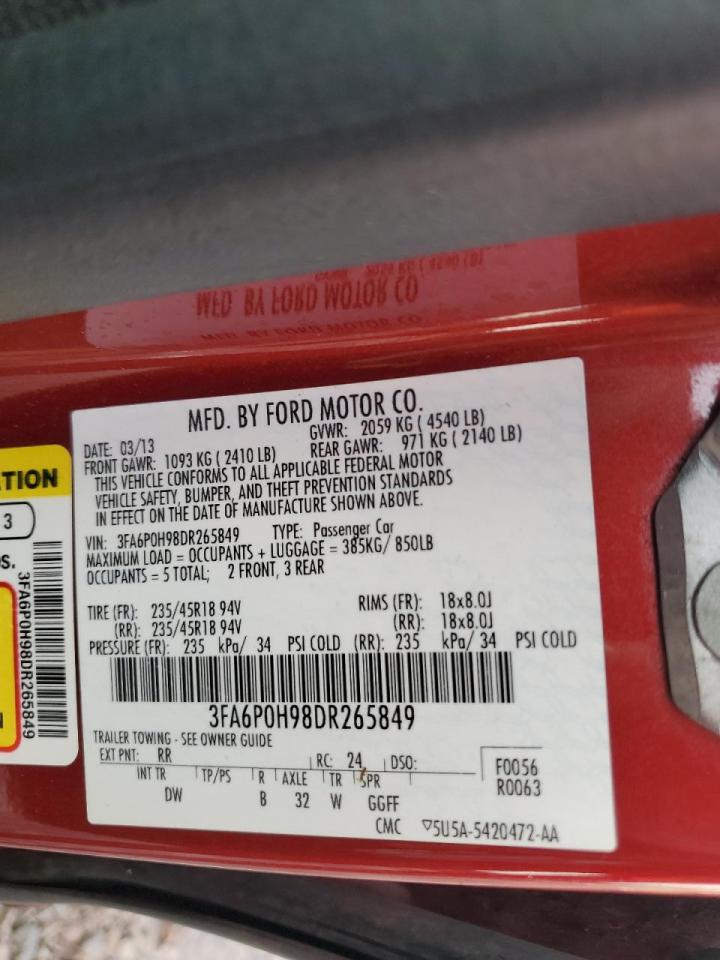 MFD. BY FORD MOTOR CO.
DATE: 03/13 GVWR: 2059 KG ( 4540 LB)
FRONT GAWR: 1093 KG ( 2410 LB) REAR GAWR: 971 KG ( 2140 LB)
THIS VEHICLE CONFORMS TO ALL APPLICABLE FEDERAL MOTOR
VEHICLE SAFETY, BUMPER, AND THEFT PREVENTION STANDARDS
IN EFFECT ON THE DATE OF MANUFACTURE SHOWN ABOVE.
VIN: 3FA6P0H98DR265849 TYPE: Passenger Car
MAXIMUM LOAD = OCCUPANTS + LUGGAGE = 385KG/ 850LB
OCCUPANTS = 5 TOTAL; 2 FRONT, 3 REAR
TIRE (FR): 235/45R18 94V RIMS (FR): 18x8.0J
(RR): 235/45R18 94V (RR): 18x8.0J
PRESSURE (FR): 235 kPa/ 34 PSI COLD (RR): 235 kPa/ 34 PSI COLD
3FA6P0H98DR265849
TRAILER TOWING - SEE OWNER GUIDE
EXT PNT: RR RC: 24 DSO:
INT TR TP/PS R AXLE TR SPR
DW B 32 W GGFF
F0056
R0063
CMC ▽5U5A-5420472-AA
3
3FA6P0H98DR265849